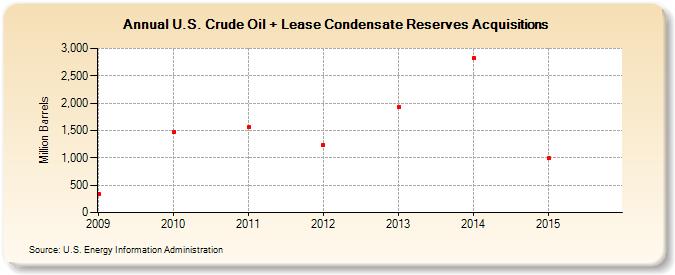 Annual U.S. Crude Oil + Lease Condensate Reserves Acquisitions
Million Barrels
3,000
2,500
2,000
1,500
1,000
500
0
2009 2010 2011 2012 2013 2014 2015
Source: U.S. Energy Information Administration